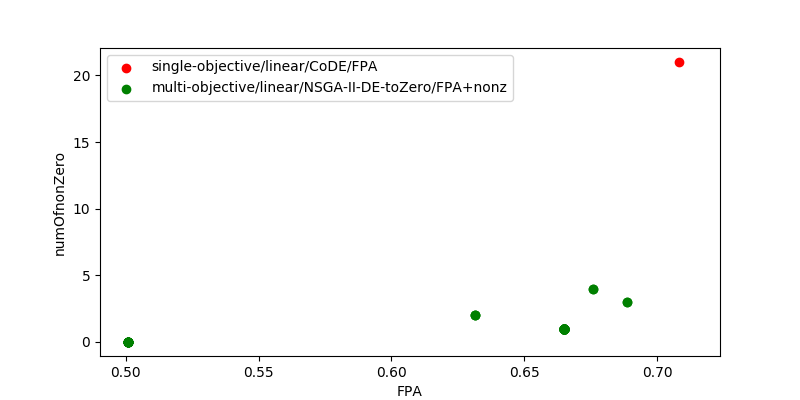 single-objective/linear/CoDE/FPA
multi-objective/linear/NSGA-II-DE-toZero/FPA+nonz
20
15
10
5
0
numOfnonZero
0.50 0.55 0.60 0.65 0.70
FPA